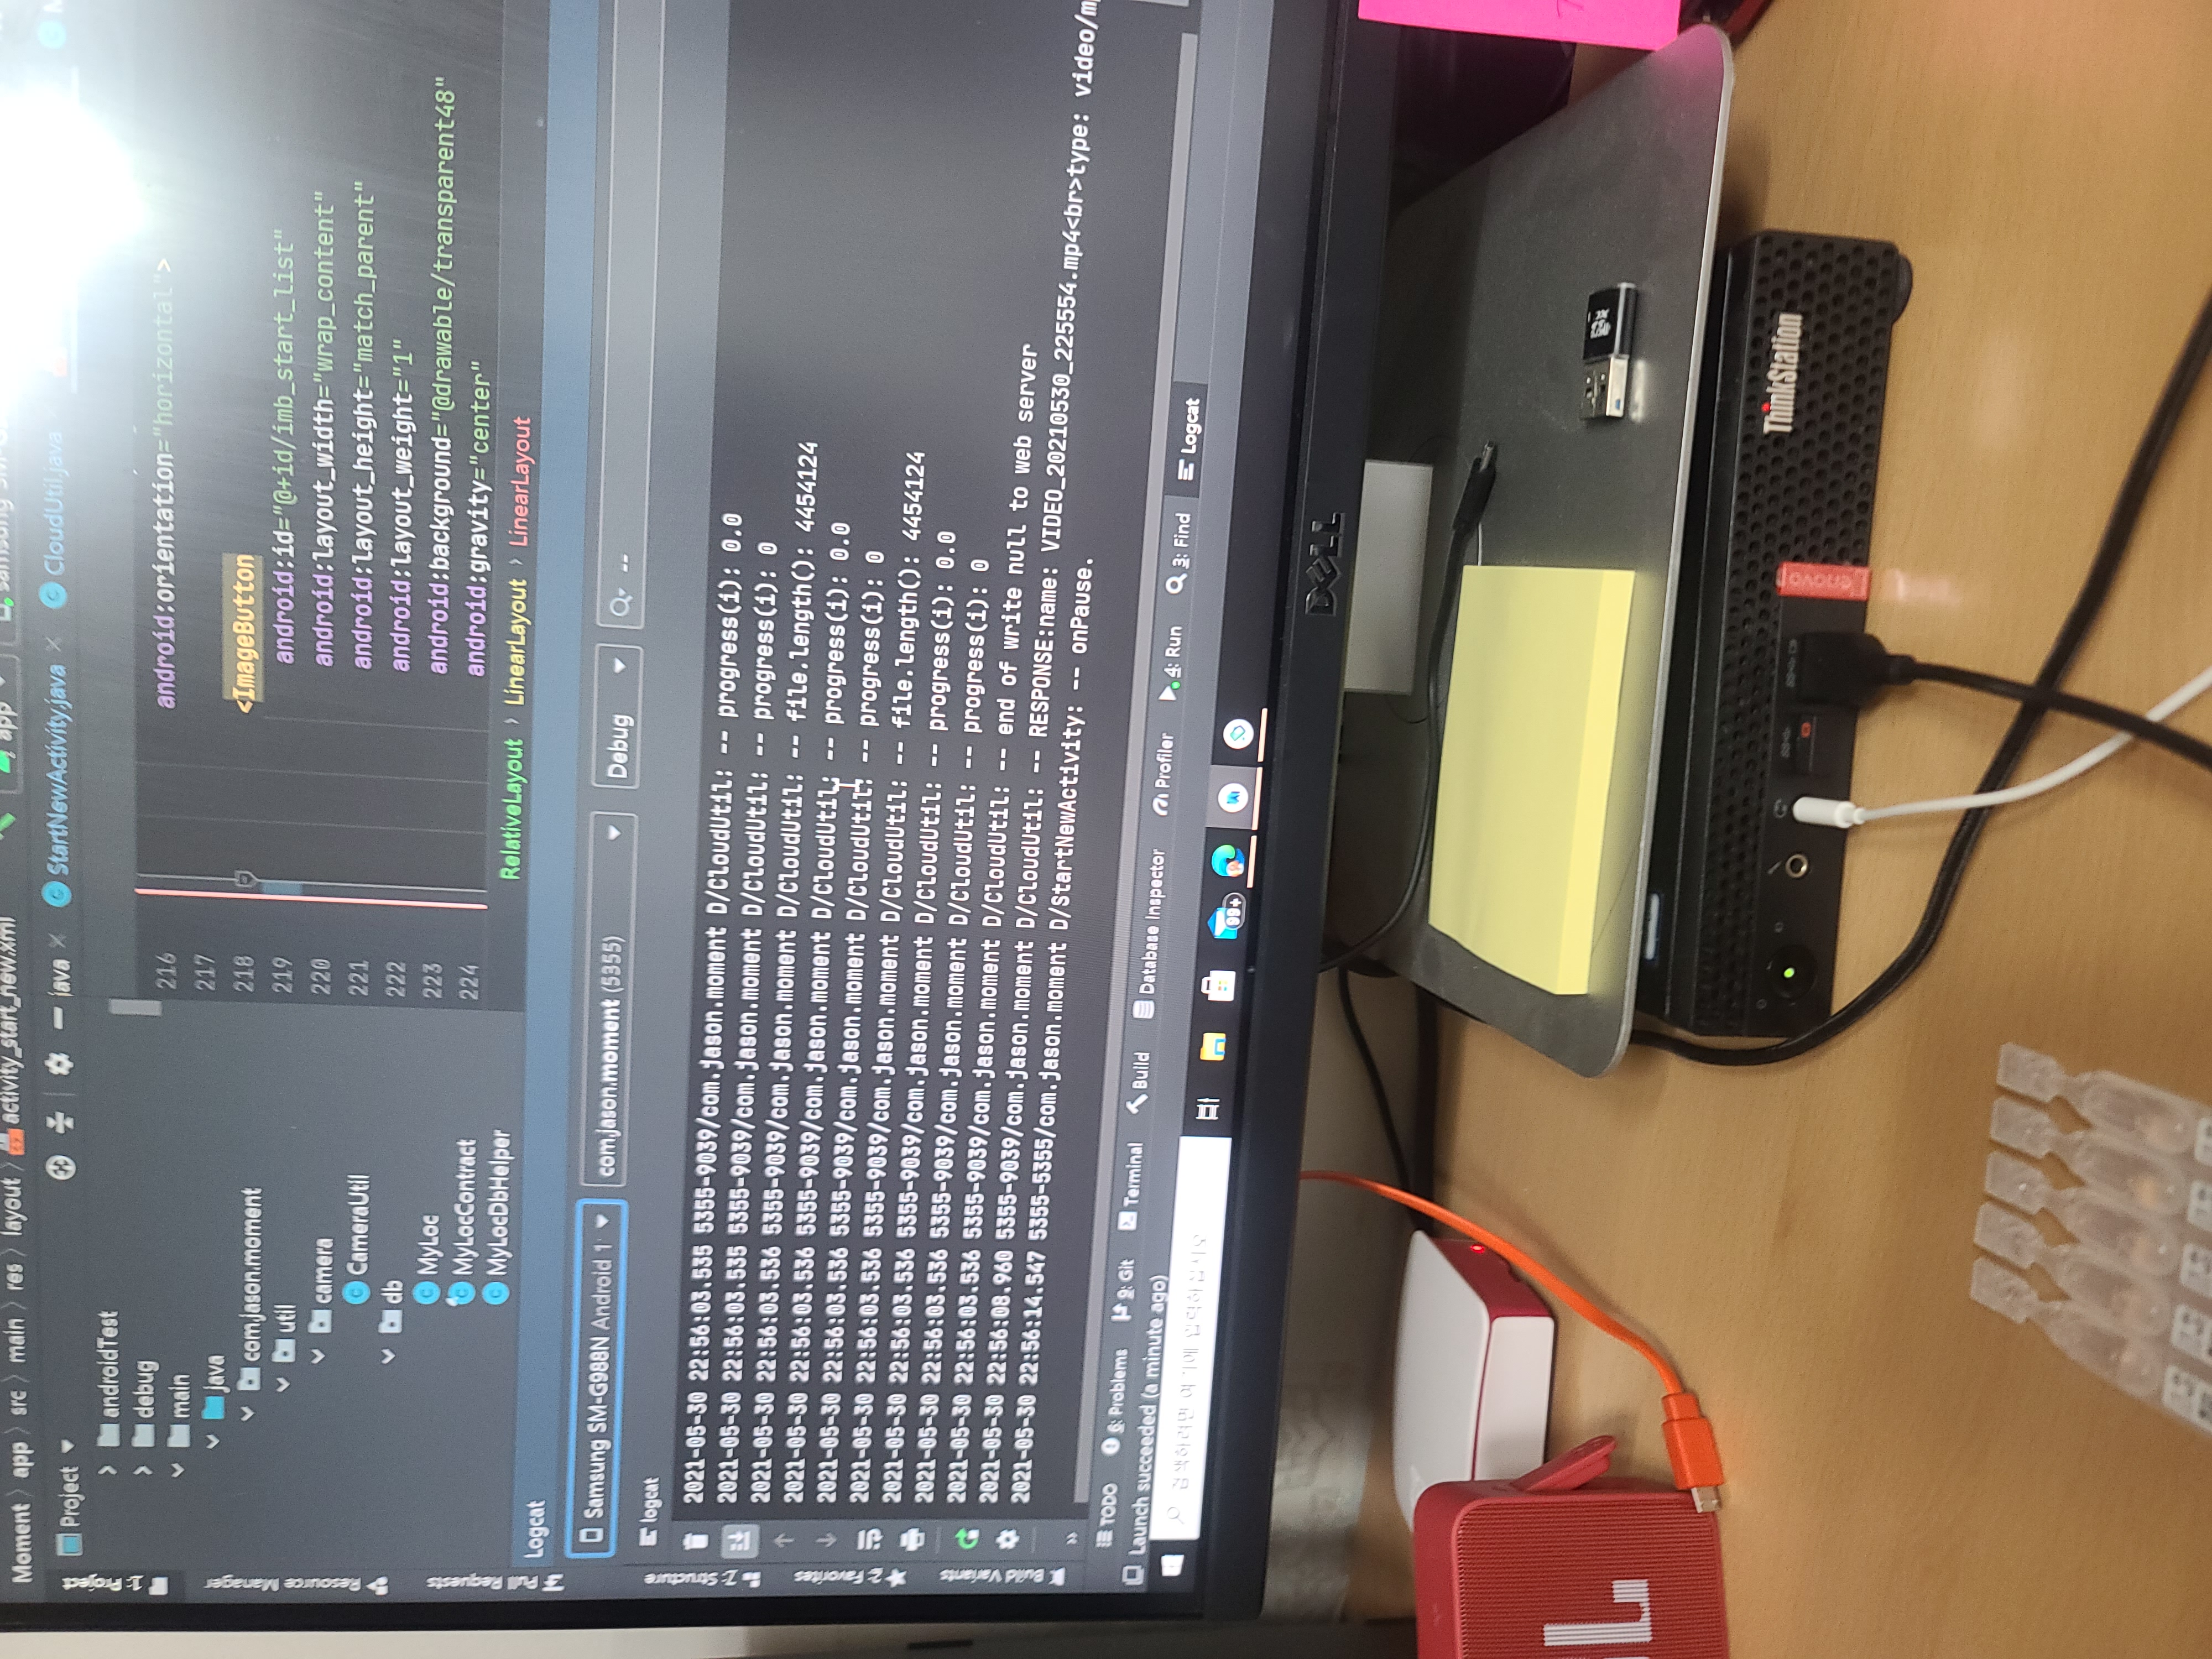 Moment › app › src › main › res › layout › activity_start_new.xml
app
1: Project
Project
java
StartNewActivity.java
CloudUtil.java
androidTest
debug
main
java
com.jason.moment
util
camera
CameraUtil
db
MyLoc
MyLocContract
MyLocDbHelper
216 android:orientation="horizontal">
217
218 <ImageButton
219 android:id="@+id/imb_start_list"
220 android:layout_width="wrap_content"
221 android:layout_height="match_parent"
222 android:layout_weight="1"
223 android:background="@drawable/transparent48"
224 android:gravity="center"
RelativeLayout › LinearLayout › LinearLayout
Resource Manager
Pull Requests
7: Structure
2: Favorites
Build Variants
Logcat
Samsung SM-G988N Android 1
com.jason.moment (5355)
Debug
--
logcat
2021-05-30 22:56:03.535 5355-9039/com.jason.moment D/CloudUtil: -- progress(i): 0.0
2021-05-30 22:56:03.535 5355-9039/com.jason.moment D/CloudUtil: -- progress(i): 0
2021-05-30 22:56:03.536 5355-9039/com.jason.moment D/CloudUtil: -- file.length(): 4454124
2021-05-30 22:56:03.536 5355-9039/com.jason.moment D/CloudUtil: -- progress(i): 0.0
2021-05-30 22:56:03.536 5355-9039/com.jason.moment D/CloudUtil: -- progress(i): 0
2021-05-30 22:56:03.536 5355-9039/com.jason.moment D/CloudUtil: -- file.length(): 4454124
2021-05-30 22:56:03.536 5355-9039/com.jason.moment D/CloudUtil: -- progress(i): 0.0
2021-05-30 22:56:03.536 5355-9039/com.jason.moment D/CloudUtil: -- progress(i): 0
2021-05-30 22:56:03.536 5355-9039/com.jason.moment D/CloudUtil: -- end of write null to web server
2021-05-30 22:56:08.960 5355-9039/com.jason.moment D/CloudUtil: -- RESPONSE:name: VIDEO_20210530_225554.mp4<br>type: video/m
2021-05-30 22:56:14.547 5355-5355/com.jason.moment D/StartNewActivity: -- onPause.
TODO
6: Problems
9: Git
Terminal
Build
Database Inspector
Profiler
4: Run
3: Find
Logcat
Launch succeeded (a minute ago)
검색하려면 여기에 입력하십시오
99+
DELL
ThinkStation
Lenovo